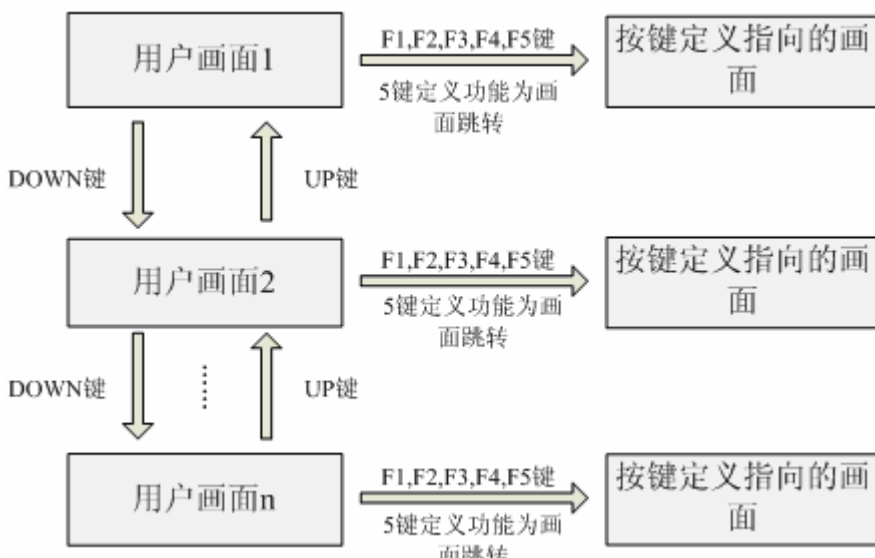 用户画面1
F1,F2,F3,F4,F5键
5键定义功能为画
面跳转
按键定义指向的画
面
DOWN键
UP键
用户画面2
F1,F2,F3,F4,F5键
5键定义功能为画
面跳转
按键定义指向的画
面
DOWN键
UP键
用户画面n
F1,F2,F3,F4,F5键
5键定义功能为画
面跳转
按键定义指向的画
面